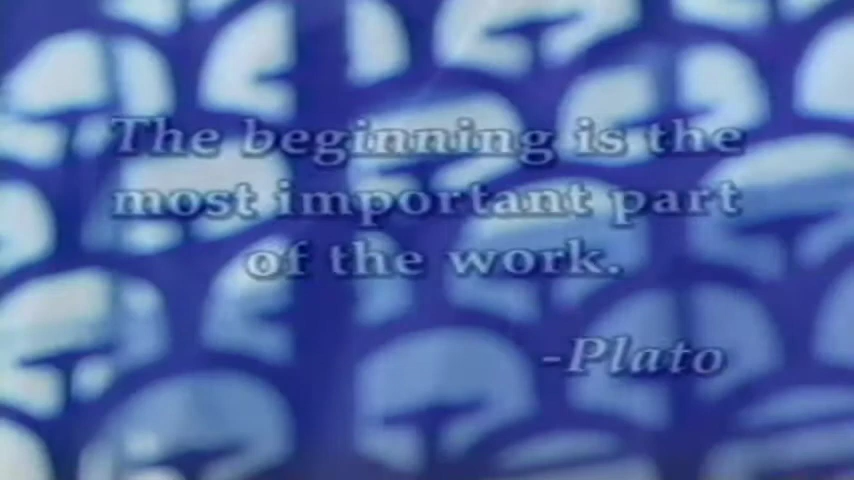 The beginning is the
most important part
of the work.
-Plato